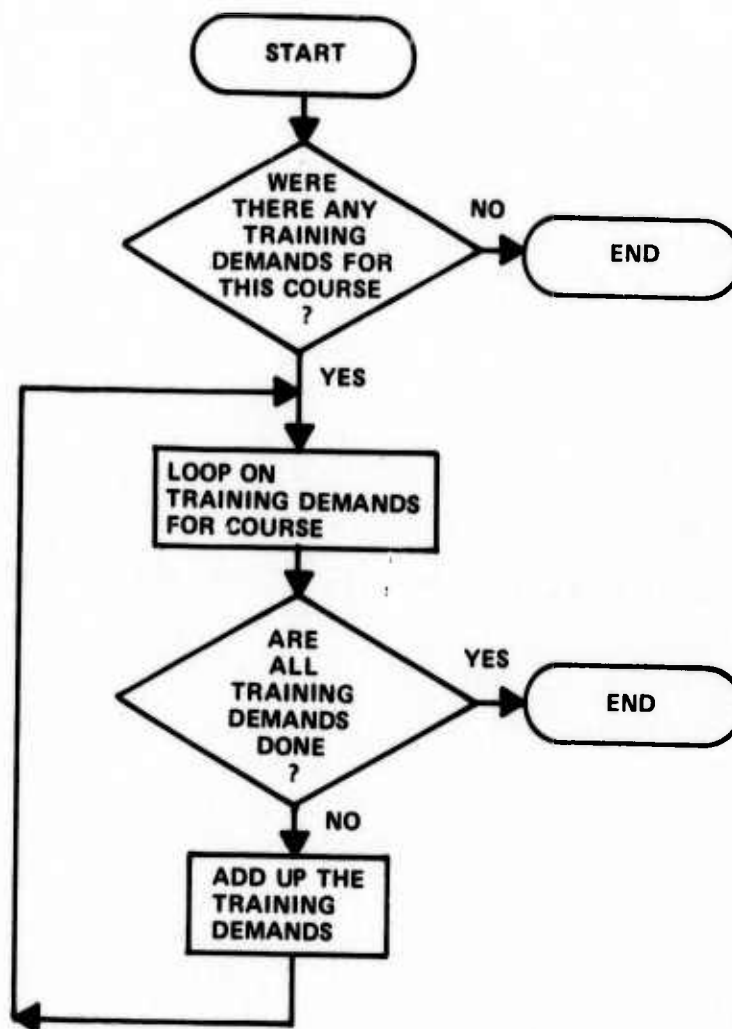 START
WERE
THERE ANY
TRAINING
DEMANDS FOR
THIS COURSE
?
NO
END
YES
LOOP ON
TRAINING DEMANDS
FOR COURSE
ARE
ALL
TRAINING
DEMANDS
DONE
?
YES
END
NO
ADD UP THE
TRAINING
DEMANDS